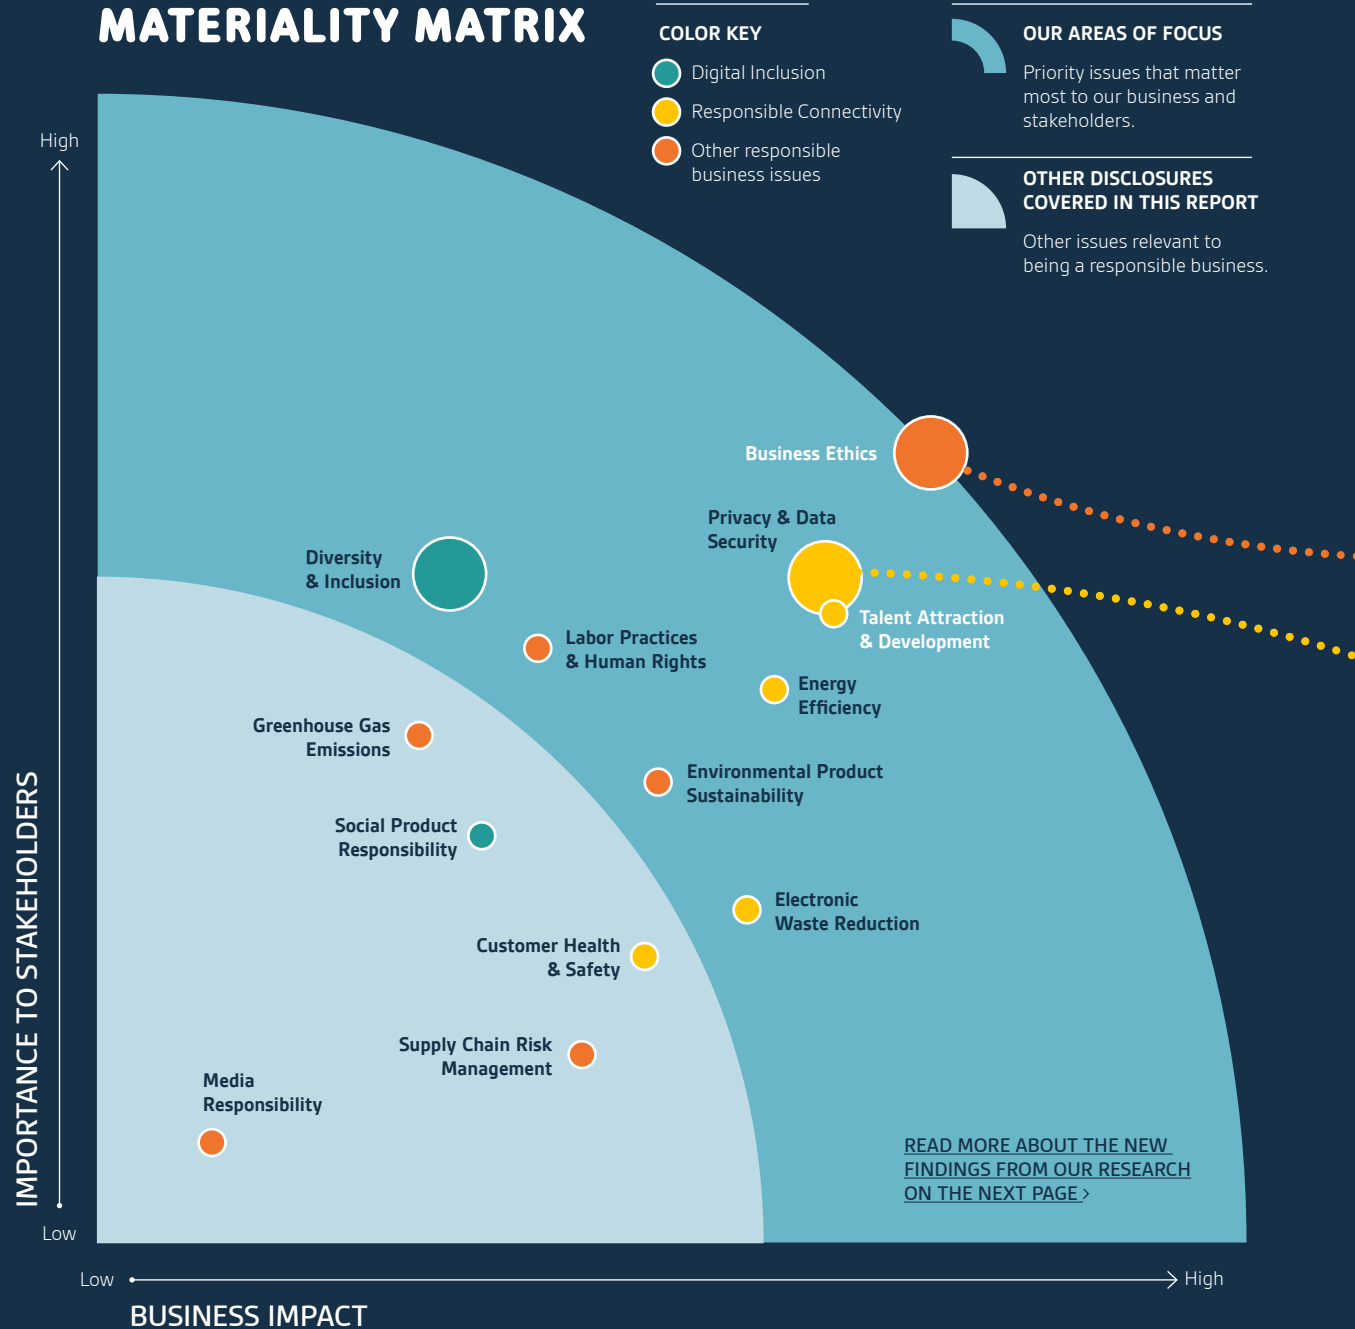 MATERIALITY MATRIX
COLOR KEY
Digital Inclusion
Responsible Connectivity
Other responsible
business issues
OUR AREAS OF FOCUS
Priority issues that matter
most to our business and
stakeholders.
OTHER DISCLOSURES
COVERED IN THIS REPORT
Other issues relevant to
being a responsible business.
High
IMPORTANCE TO STAKEHOLDERS
Low
Business Ethics
Privacy & Data
Security
Diversity
& Inclusion
Talent Attraction
& Development
Labor Practices
& Human Rights
Energy
Efficiency
Greenhouse Gas
Emissions
Environmental Product
Sustainability
Social Product
Responsibility
Electronic
Waste Reduction
Customer Health
& Safety
Supply Chain Risk
Management
Media
Responsibility
READ MORE ABOUT THE NEW
FINDINGS FROM OUR RESEARCH
ON THE NEXT PAGE >
Low
High
BUSINESS IMPACT